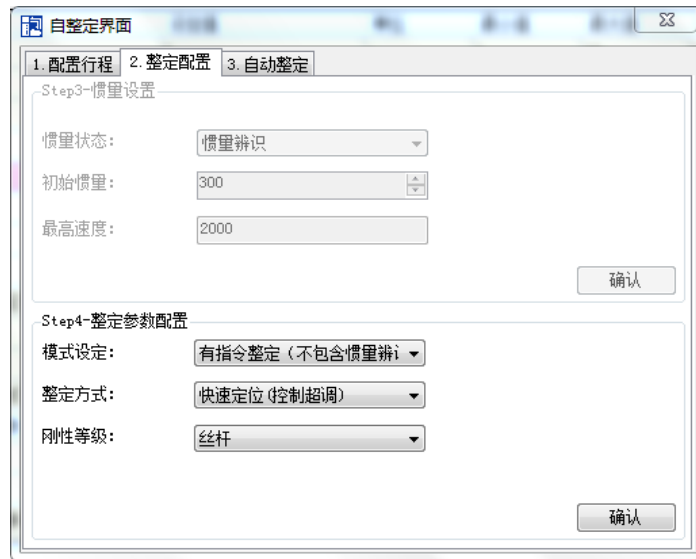 自整定界面
1.配置行程 2.整定配置 3.自动整定
Step3-惯量设置
惯量状态: 惯量辨识
初始惯量: 300
最高速度: 2000
确认
Step4-整定参数配置
模式设定: 有指令整定(不包含惯量辨
整定方式: 快速定位(控制超调)
刚性等级: 丝杆
确认